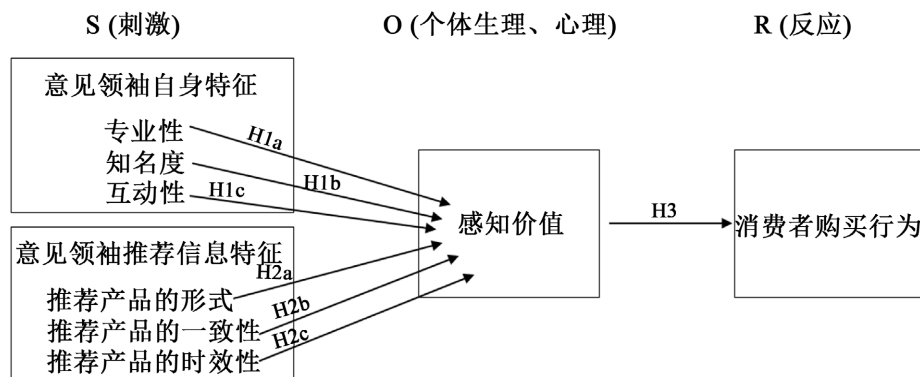 S (刺激)
O (个体生理、心理)
R (反应)
意见领袖自身特征
专业性
知名度
互动性
H1a
H1b
H1c
感知价值
H3
消费者购买行为
意见领袖推荐信息特征
H2a
推荐产品的形式
H2b
推荐产品的一致性
H2c
推荐产品的时效性